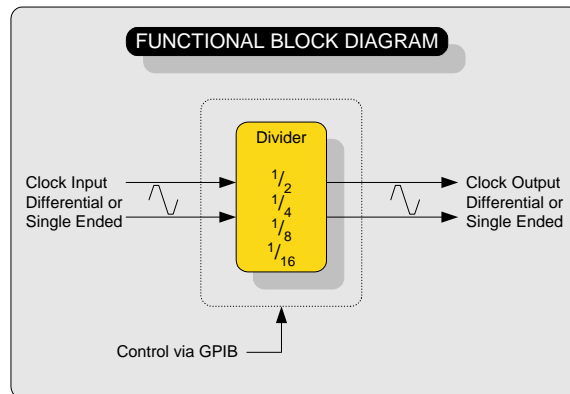 FUNCTIONAL BLOCK DIAGRAM
Divider
1/2
1/4
1/8
1/16
Clock Input
Differential or
Single Ended
Clock Output
Differential or
Single Ended
Control via GPIB